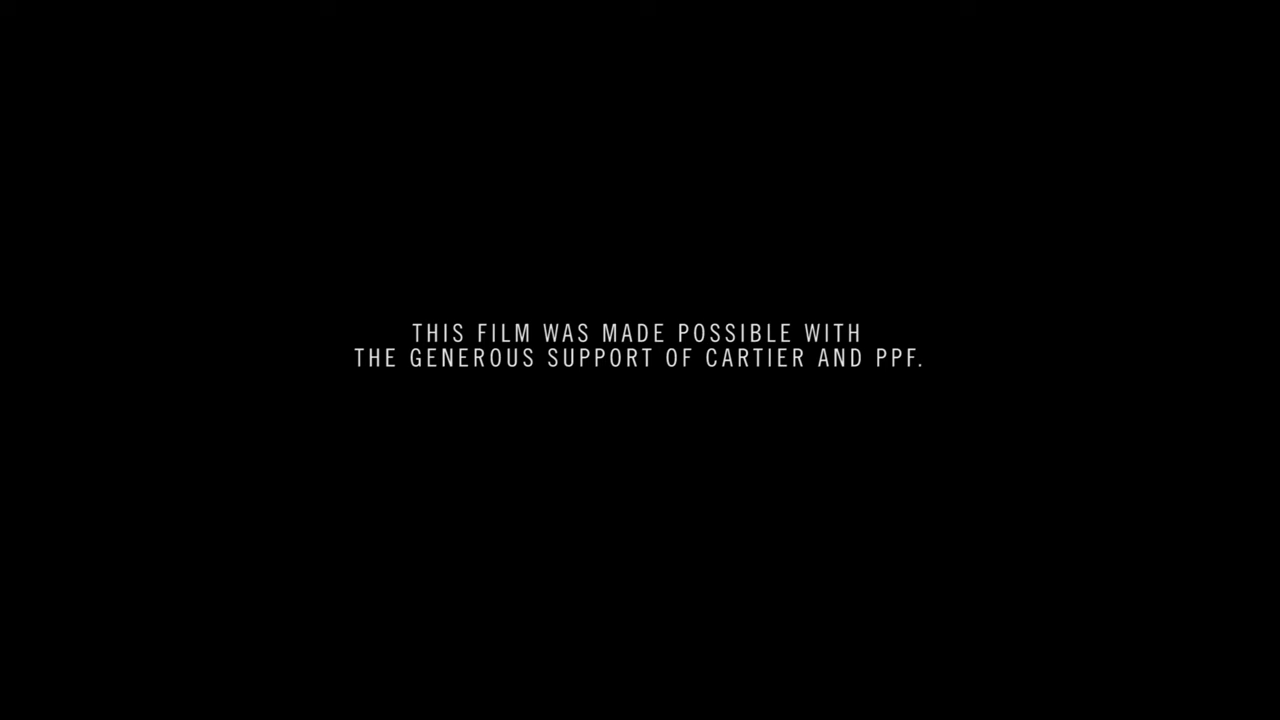 THIS FILM WAS MADE POSSIBLE WITH
THE GENEROUS SUPPORT OF CARTIER AND PPF.